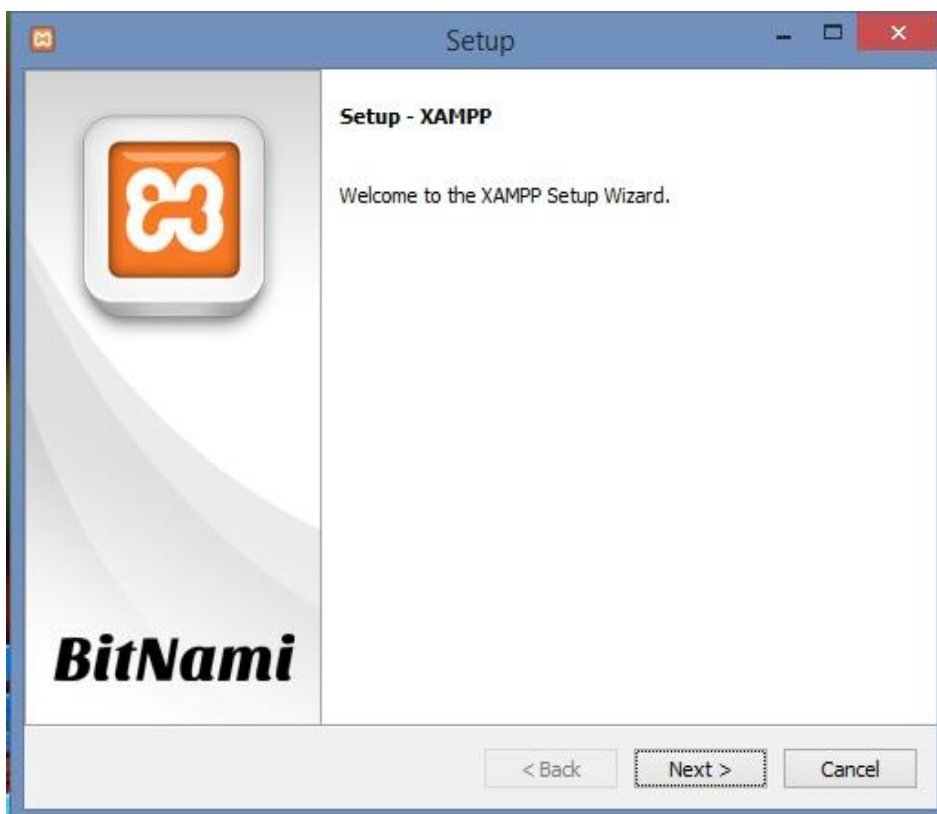 Setup
Setup - XAMPP
Welcome to the XAMPP Setup Wizard.
BitNami
< Back
Next >
Cancel